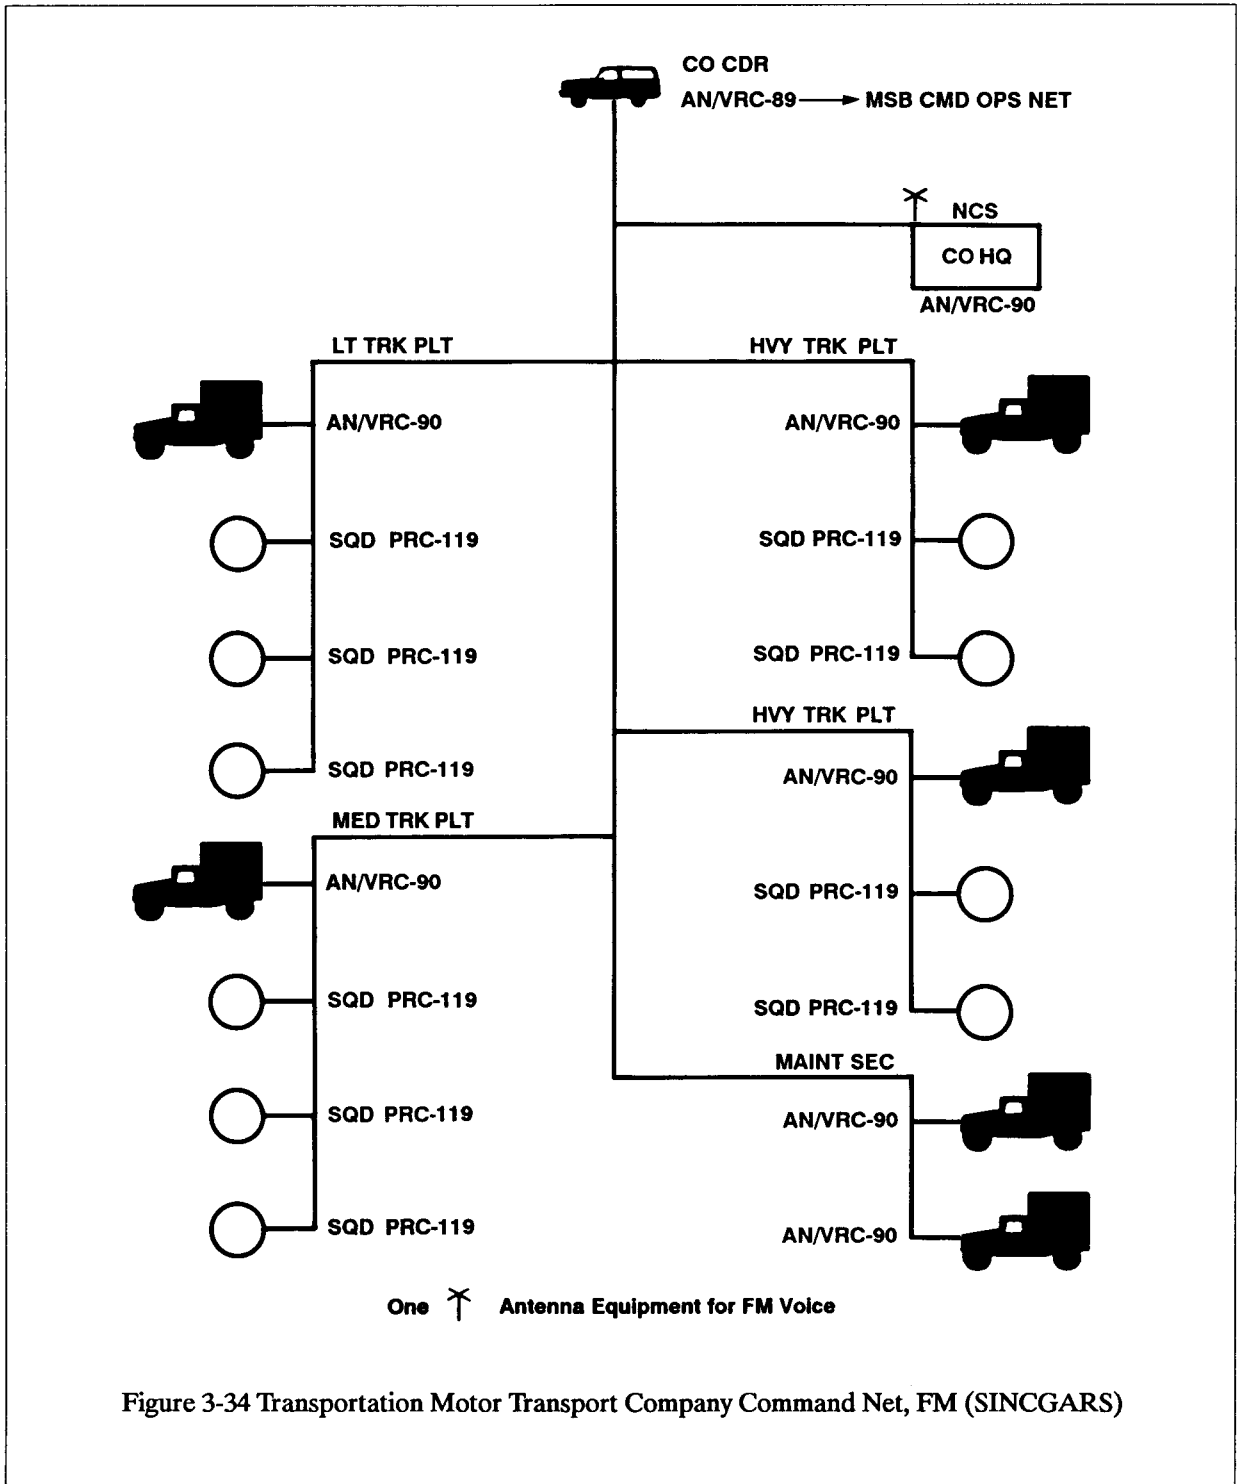 CO CDR
AN/VRC-89 → MSB CMD OPS NET
NCS
CO HQ
AN/VRC-90
LT TRK PLT
AN/VRC-90
SQD PRC-119
SQD PRC-119
SQD PRC-119
HVY TRK PLT
AN/VRC-90
SQD PRC-119
SQD PRC-119
MED TRK PLT
AN/VRC-90
SQD PRC-119
SQD PRC-119
SQD PRC-119
HVY TRK PLT
AN/VRC-90
SQD PRC-119
SQD PRC-119
MAINT SEC
AN/VRC-90
AN/VRC-90
One Antenna Equipment for FM Voice
Figure 3-34 Transportation Motor Transport Company Command Net, FM (SINCGARS)